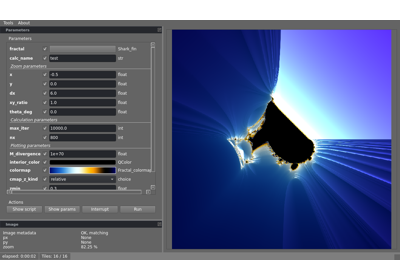 Tools About
Parameters
Parameters
fractal Shark_fin
calc_name test str
Zoom parameters
x -0.5 float
y 0.0 float
dx 6.0 float
xy_ratio 1.0 float
theta_deg 0.0 float
Calculation parameters
max_iter 10000.0 int
nx 800 int
Plotting parameters
M_divergence 1e+70 float
interior_color QColor
colormap fractal_colormap
cmap_z_kind relative choice
zmin 0.3 float
Actions
Show script Show params Interrupt Run
Image
Image metadata OK, matching
px None
py None
zoom 82.25 %
elapsed: 0:00:02 Tiles: 16 / 16